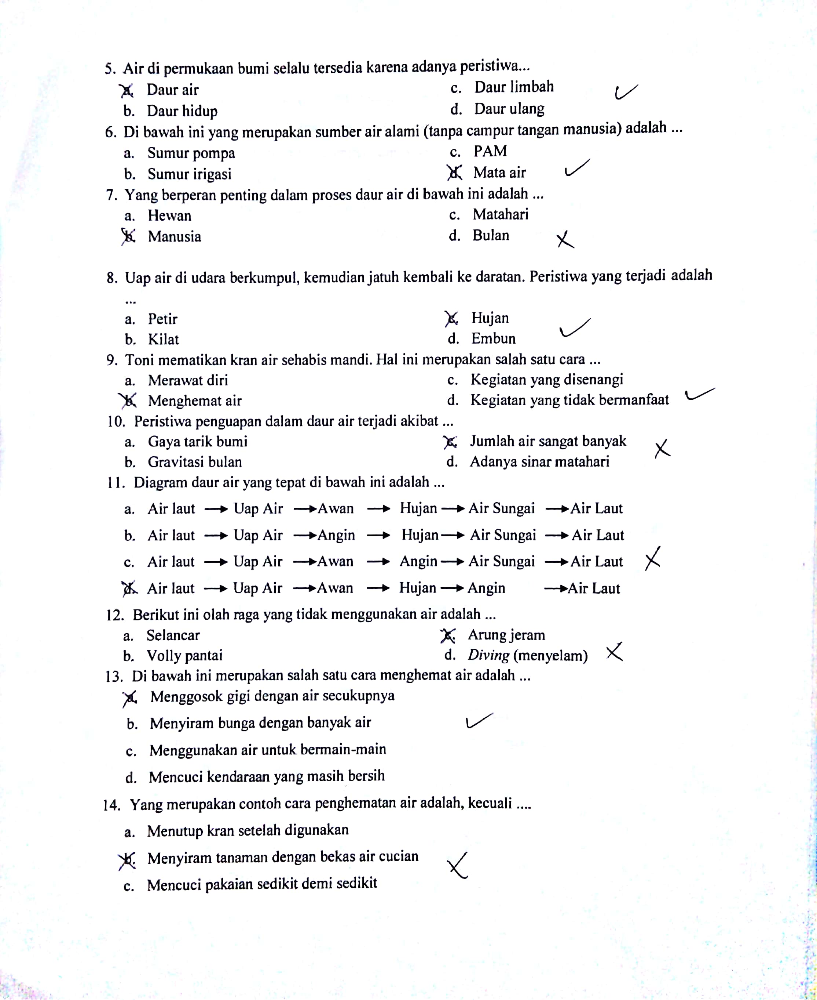 5. Air di permukaan bumi selalu tersedia karena adanya peristiwa...
a. Daur air c. Daur limbah ✓
b. Daur hidup d. Daur ulang
6. Di bawah ini yang merupakan sumber air alami (tanpa campur tangan manusia) adalah ...
a. Sumur pompa c. PAM
b. Sumur irigasi d. Mata air ✓
7. Yang berperan penting dalam proses daur air di bawah ini adalah ...
a. Hewan c. Matahari
b. Manusia d. Bulan X
8. Uap air di udara berkumpul, kemudian jatuh kembali ke daratan. Peristiwa yang terjadi adalah
...
a. Petir c. Hujan
b. Kilat d. Embun ✓
9. Toni mematikan kran air sehabis mandi. Hal ini merupakan salah satu cara ...
a. Merawat diri c. Kegiatan yang disenangi
b. Menghemat air d. Kegiatan yang tidak bermanfaat ✓
10. Peristiwa penguapan dalam daur air terjadi akibat ...
a. Gaya tarik bumi c. Jumlah air sangat banyak X
b. Gravitasi bulan d. Adanya sinar matahari
11. Diagram daur air yang tepat di bawah ini adalah ...
a. Air laut → Uap Air → Awan → Hujan → Air Sungai → Air Laut
b. Air laut → Uap Air → Angin → Hujan → Air Sungai → Air Laut
c. Air laut → Uap Air → Awan → Angin → Air Sungai → Air Laut X
d. Air laut → Uap Air → Awan → Hujan → Angin → Air Laut
12. Berikut ini olah raga yang tidak menggunakan air adalah ...
a. Selancar c. Arung jeram
b. Volly pantai d. Diving (menyelam) X
13. Di bawah ini merupakan salah satu cara menghemat air adalah ...
a. Menggosok gigi dengan air secukupnya
b. Menyiram bunga dengan banyak air ✓
c. Menggunakan air untuk bermain-main
d. Mencuci kendaraan yang masih bersih
14. Yang merupakan contoh cara penghematan air adalah, kecuali ....
a. Menutup kran setelah digunakan
b. Menyiram tanaman dengan bekas air cucian X
c. Mencuci pakaian sedikit demi sedikit